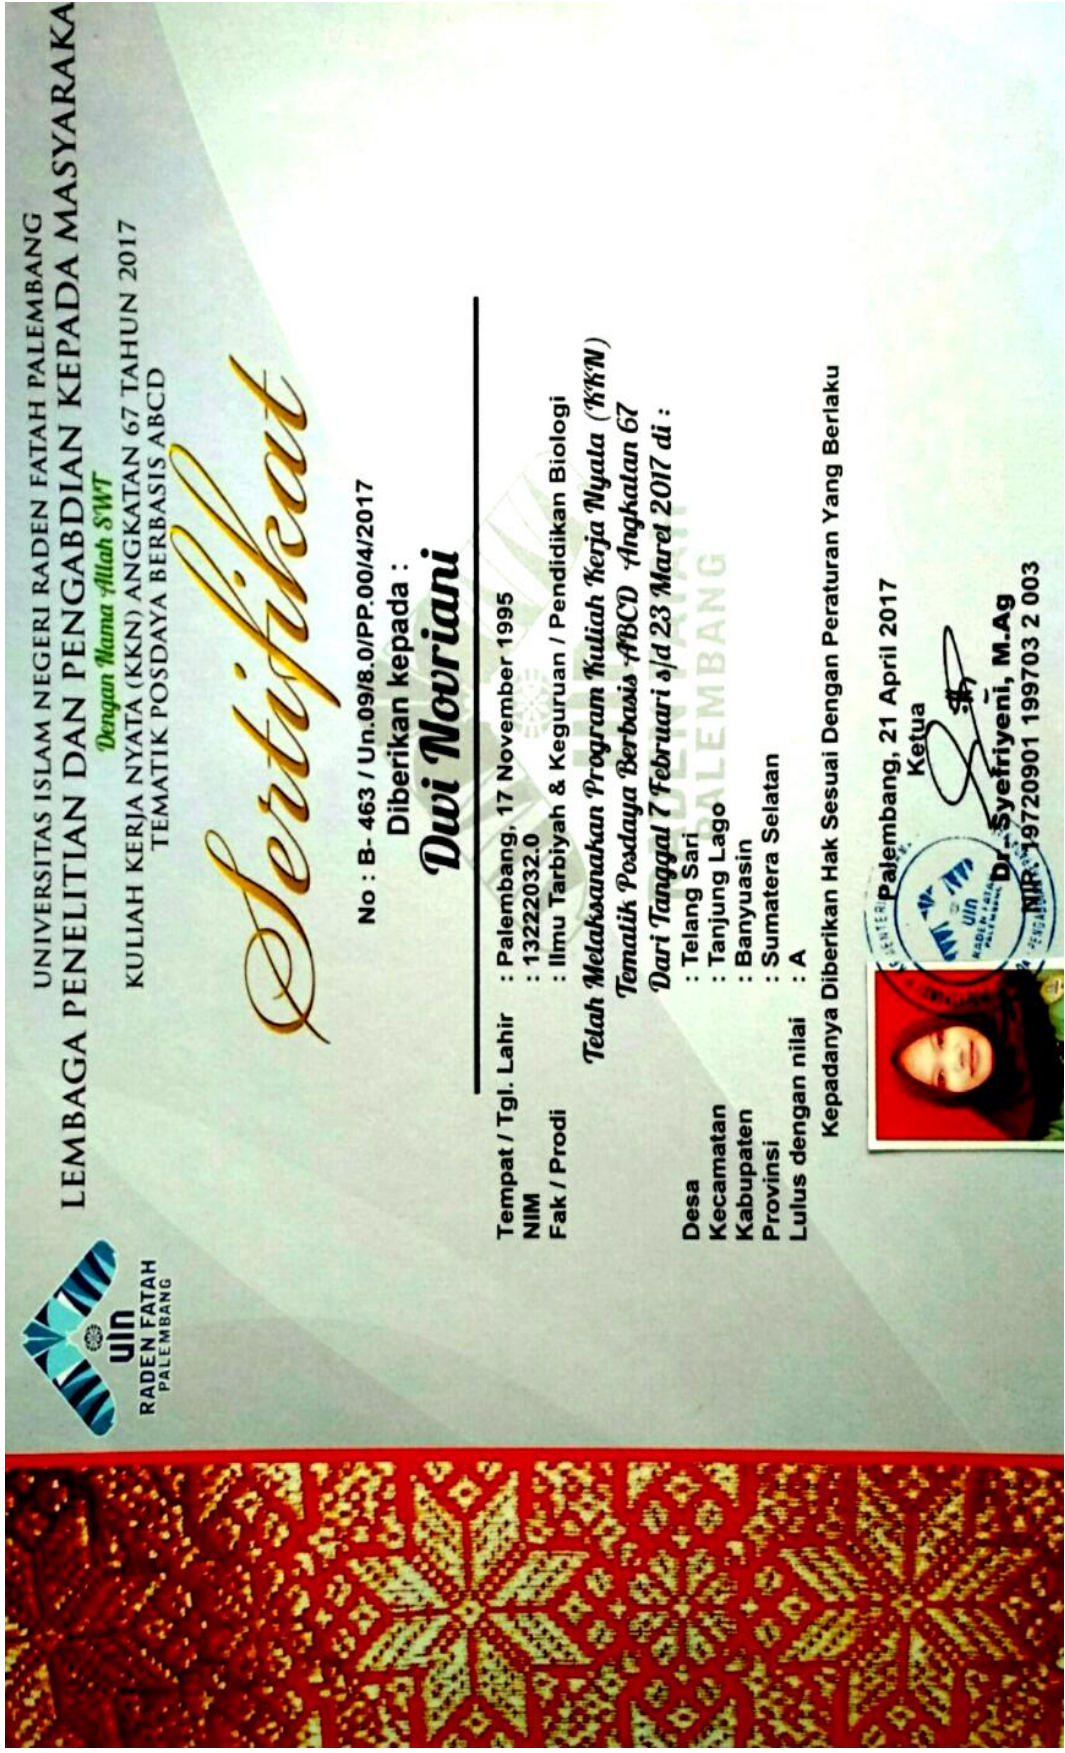 UNIVERSITAS ISLAM NEGERI RADEN FATAH PALEMBANG
LEMBAGA PENELITIAN DAN PENGABDIAN KEPADA MASYARAKA
Dengan Nama Allah SWT
KULIAH KERJA NYATA (KKN) ANGKATAN 67 TAHUN 2017
TEMATIK POSDAYA BERBASIS ABCD
uin
RADEN FATAH
PALEMBANG
Sertifikat
No : B- 463 / Un.09/8.0/PP.00/4/2017
Diberikan kepada :
Dwi Novriani
Tempat / Tgl. Lahir : Palembang, 17 November 1995
NIM : 13222032.0
Fak / Prodi : Ilmu Tarbiyah & Keguruan / Pendidikan Biologi
Telah Melaksanakan Program Kuliah Kerja Nyata (KKN)
Tematik Posdaya Berbasis ABCD Angkatan 67
Dari Tanggal 7 Februari s/d 23 Maret 2017 di :
Desa : Telang Sari
Kecamatan : Tanjung Lago
Kabupaten : Banyuasin
Provinsi : Sumatera Selatan
Lulus dengan nilai : A
Kepadanya Diberikan Hak Sesuai Dengan Peraturan Yang Berlaku
Palembang, 21 April 2017
Ketua
Dr. Syefriyeni, M.Ag
NIP. 19720901 199703 2 003
UIN
RADEN FATAH
PALEMBANG